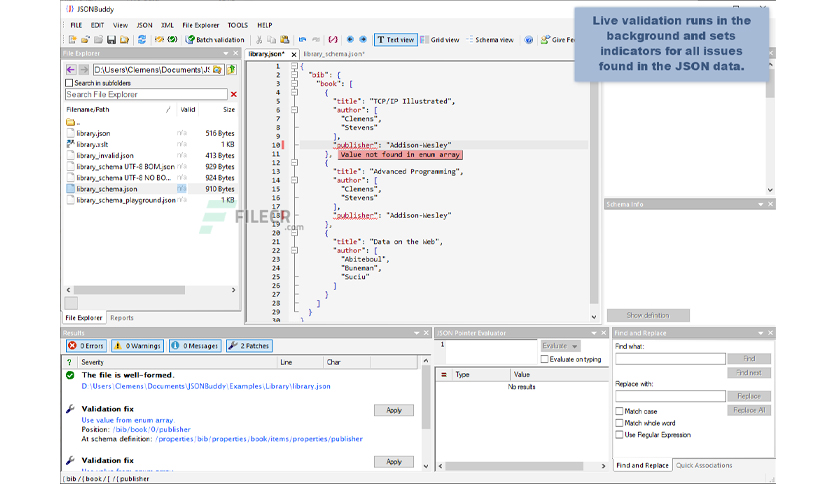 JSONBuddy
Live validation runs in the
background and sets
indicators for all issues
found in the JSON data.
FILE EDIT VIEW JSON XML File Explorer TOOLS HELP
Batch validation
Text view Grid view Schema view Give Fe
File Explorer
library.json* library_schema.json*
D:\Users\Clemens\Documents\JS
Search in subfolders
Search File Explorer
Filename/Path Valid Size
..
library.json n/a 516 Bytes
library.xslt n/a 1 KB
library_invalid.json n/a 413 Bytes
library_schema UTF-8 BOM.json n/a 929 Bytes
library_schema UTF-8 NO BO... n/a 924 Bytes
library_schema.json n/a 910 Bytes
library_schema_playground.json n/a 1 KB
FILECR
.com
File Explorer Reports
1 {
2 "bib": {
3 "book": [
4 {
5 "title": "TCP/IP Illustrated",
6 "author": [
7 "Clemens",
8 "Stevens"
9 ],
10 "publisher": "Addison-Wesley"
11 }, Value not found in enum array
12 {
13 "title": "Advanced Programming",
14 "author": [
15 "Clemens",
16 "Stevens"
17 ],
18 "publisher": "Addison-Wesley"
19 },
20 {
21 "title": "Data on the Web",
22 "author": [
23 "Abiteboul",
24 "Buneman",
25 "Suciu"
26 ]
27 }
28 ]
29 }
30 }
Schema Info
Show definition
Results
0 Errors 0 Warnings 0 Messages 2 Patches
? Severity Line Char
The file is well-formed.
D:\Users\Clemens\Documents\JSONBuddy\Examples\Library\library.json
Validation fix
Use value from enum array.
Position: /bib/book/0/publisher
At schema definition: /properties/bib/properties/book/items/properties/publisher
Apply
Validation fix
Apply
Use value from enum array.
{bib/{book/[ /{publisher
JSON Pointer Evaluator
1
Evaluate
Evaluate on typing
= Type Value
No results
Find and Replace
Find what:
Find
Find next
Replace with:
Replace
Replace All
Match case
Match whole word
Use Regular Expression
Find and Replace Quick Associations